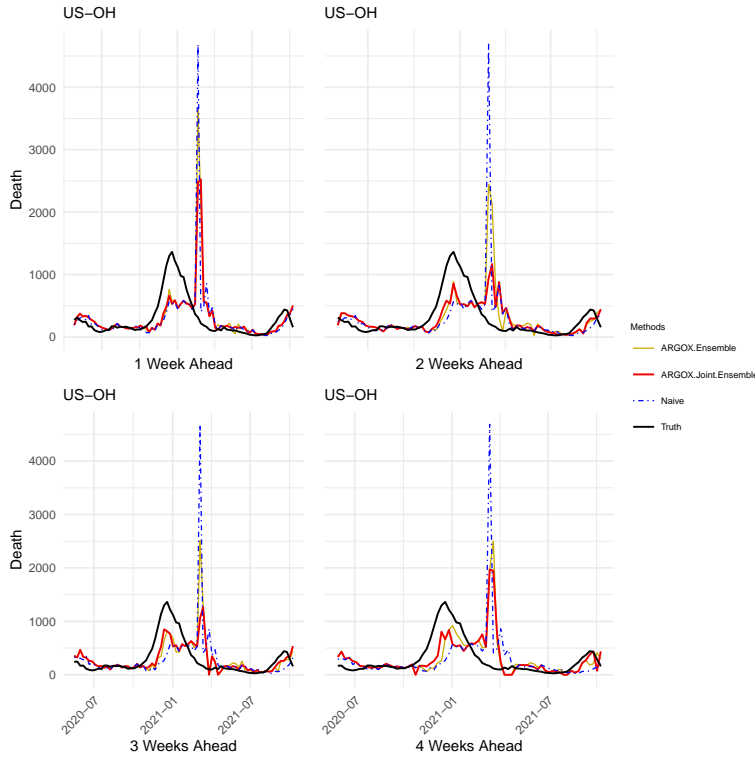 US−OH
US−OH
Death
4000
3000
2000
1000
0
1 Week Ahead
2 Weeks Ahead
Methods
ARGOX.Ensemble
ARGOX.Joint.Ensemble
Naive
Truth
US−OH
US−OH
Death
4000
3000
2000
1000
0
2020−07
2021−01
2021−07
2020−07
2021−01
2021−07
3 Weeks Ahead
4 Weeks Ahead